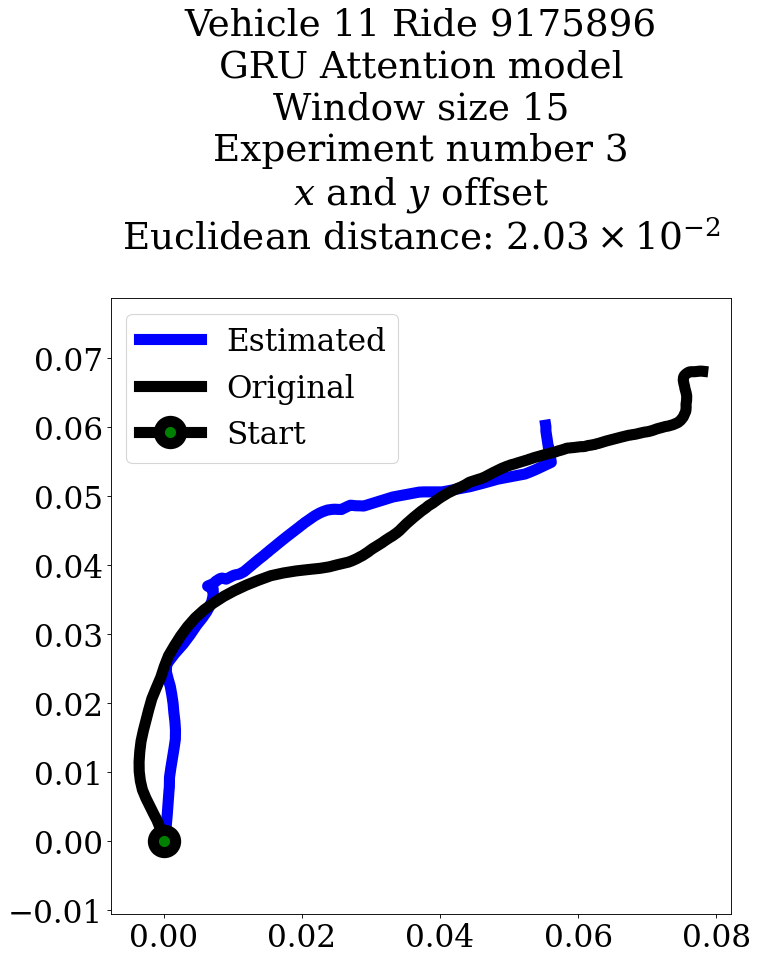 Vehicle 11 Ride 9175896
GRU Attention model
Window size 15
Experiment number 3
x and y offset
Euclidean distance: 2.03 × 10⁻²
Estimated
Original
Start
0.07
0.06
0.05
0.04
0.03
0.02
0.01
0.00
−0.01
0.00 0.02 0.04 0.06 0.08